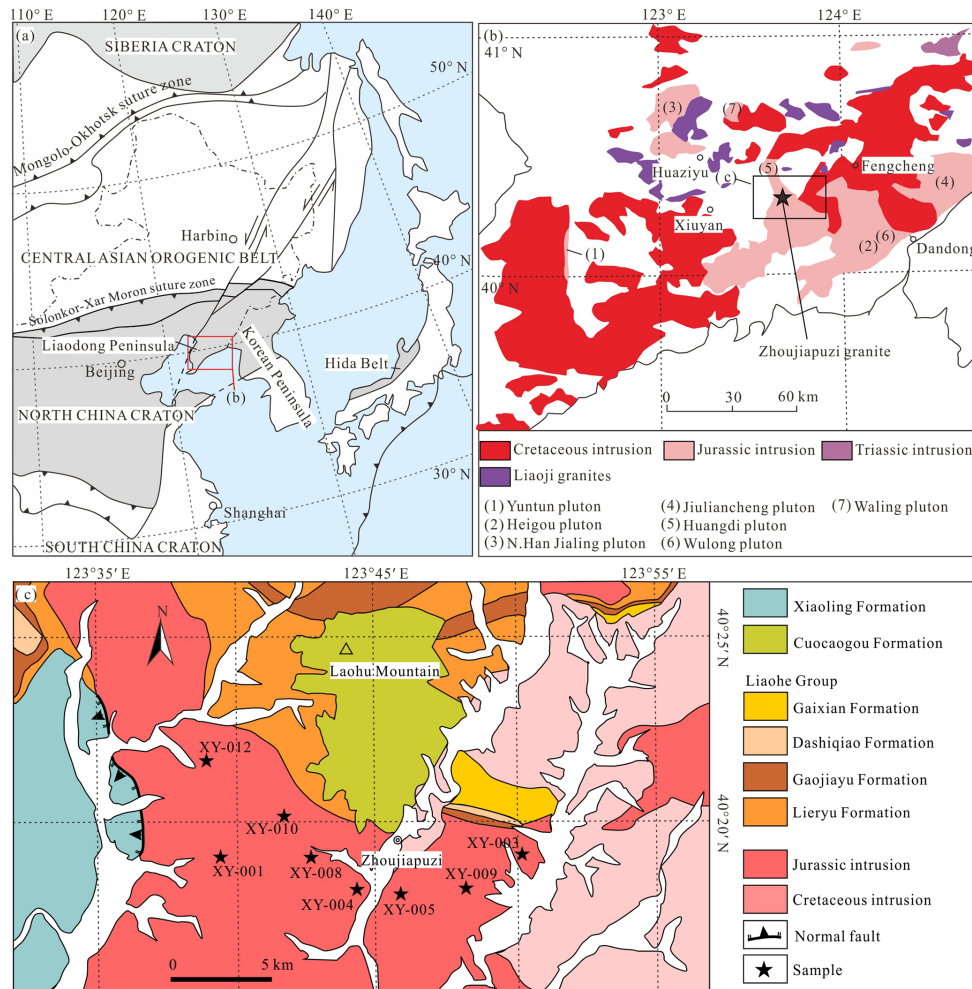 110° E
120° E
130° E
140° E
(a)
SIBERIA CRATON
50° N
Mongolo-Okhotsk suture zone
Harbin
CENTRAL ASIAN OROGENIC BELT
40° N
Solonkor-Xar Moron suture zone
Liaodong Peninsula
Beijing
Korean Peninsula
Hida Belt
(b)
NORTH CHINA CRATON
30° N
Shanghai
SOUTH CHINA CRATON
123° E
124° E
(b)
41° N
(3)
(7)
Huaziyu
(c)
(5)
Fengcheng
(4)
Xiuyan
(1)
(2)
(6)
Dandong
40° N
Zhoujiapuzi granite
0 30 60 km
Cretaceous intrusion
Jurassic intrusion
Triassic intrusion
Liaoji granites
(1) Yuntun pluton
(4) Jiuliancheng pluton
(7) Waling pluton
(2) Heigou pluton
(5) Huangdi pluton
(3) N.Han Jialing pluton
(6) Wulong pluton
123°35′ E
123°45′ E
123°55′ E
(c)
N
40°25′ N
Laohu Mountain
XY-012
XY-010
40°20′ N
Zhoujiapuzi
XY-003
XY-001
XY-008
XY-009
XY-004
XY-005
0 5 km
Xiaoling Formation
Cuocaogou Formation
Liaohe Group
Gaixian Formation
Dashiqiao Formation
Gaojiayu Formation
Lieryu Formation
Jurassic intrusion
Cretaceous intrusion
Normal fault
Sample